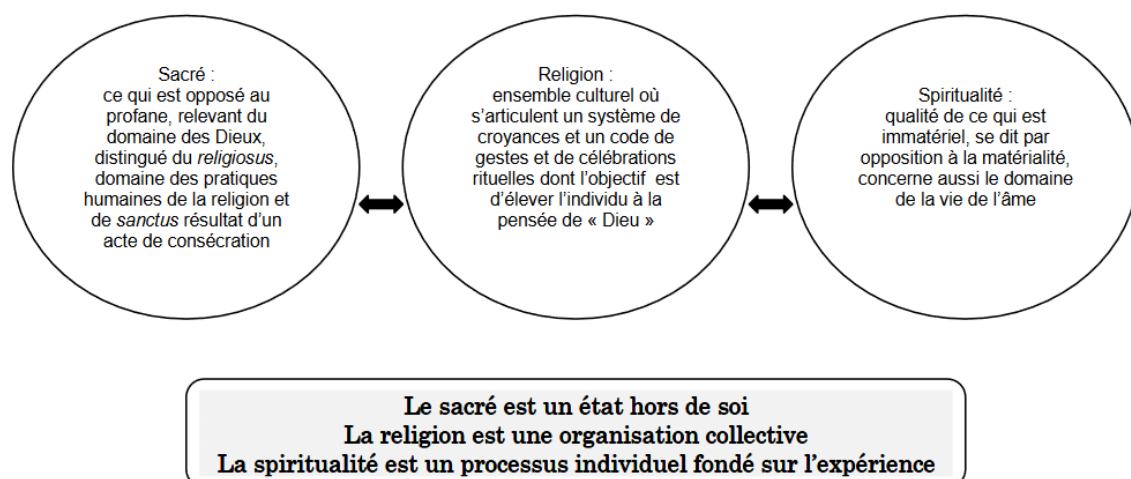 Sacré :
ce qui est opposé au
profane, relevant du
domaine des Dieux,
distingué du religiosus,
domaine des pratiques
humaines de la religion et
de sanctus résultat d’un
acte de consécration
Religion :
ensemble culturel où
s’articulent un système de
croyances et un code de
gestes et de célébrations
rituelles dont l’objectif est
d’élever l’individu à la
pensée de « Dieu »
Spiritualité :
qualité de ce qui est
immatériel, se dit par
opposition à la matérialité,
concerne aussi le domaine
de la vie de l’âme
Le sacré est un état hors de soi
La religion est une organisation collective
La spiritualité est un processus individuel fondé sur l’expérience